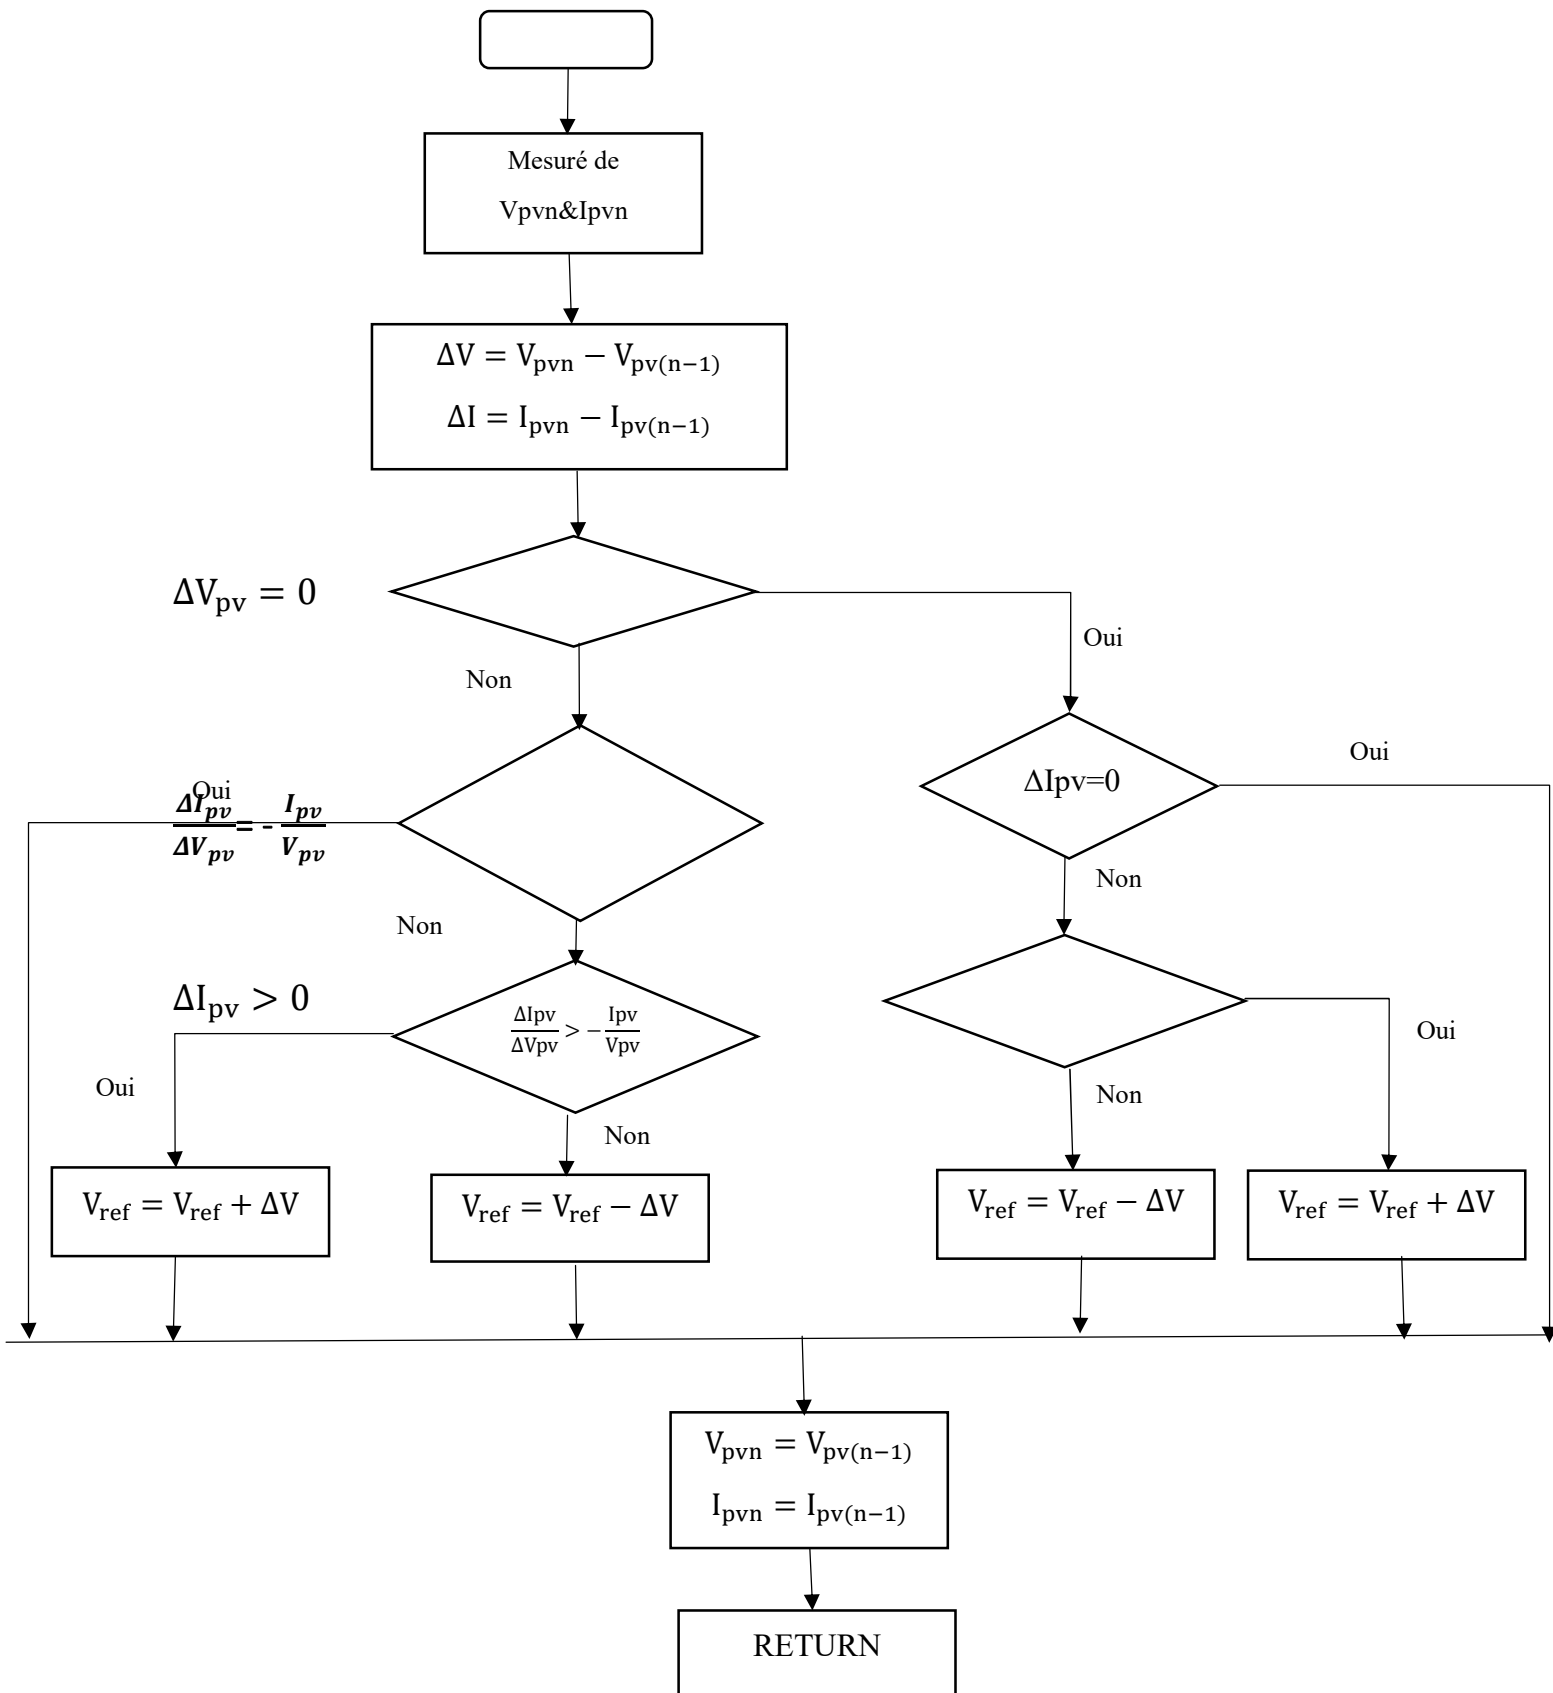 Mesuré de
Vpvn&Ipvn
ΔV = V_pvn − V_pv(n−1)
ΔI = I_pvn − I_pv(n−1)
ΔV_pv = 0
Oui
Non
Oui
ΔIpv=0
Oui
ΔI_pv/ΔV_pv = - I_pv/V_pv
Non
Non
ΔI_pv > 0
ΔIpv/ΔVpv > − Ipv/Vpv
Oui
Oui
Non
Non
V_ref = V_ref + ΔV
V_ref = V_ref − ΔV
V_ref = V_ref − ΔV
V_ref = V_ref + ΔV
V_pvn = V_pv(n−1)
I_pvn = I_pv(n−1)
RETURN